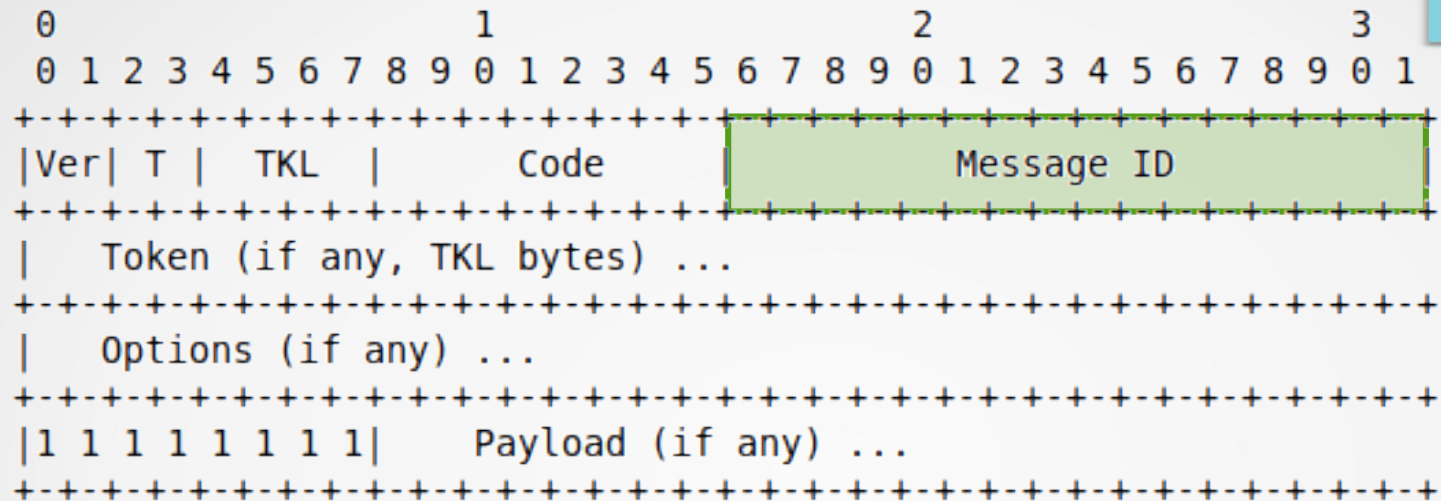 0                   1                   2                   3
 0 1 2 3 4 5 6 7 8 9 0 1 2 3 4 5 6 7 8 9 0 1 2 3 4 5 6 7 8 9 0 1
+-+-+-+-+-+-+-+-+-+-+-+-+-+-+-+-+-+-+-+-+-+-+-+-+-+-+-+-+-+-+-+-+
|Ver| T |  TKL  |      Code     |          Message ID           |
+-+-+-+-+-+-+-+-+-+-+-+-+-+-+-+-+-+-+-+-+-+-+-+-+-+-+-+-+-+-+-+-+
|   Token (if any, TKL bytes) ...
+-+-+-+-+-+-+-+-+-+-+-+-+-+-+-+-+-+-+-+-+-+-+-+-+-+-+-+-+-+-+-+-+
|   Options (if any) ...
+-+-+-+-+-+-+-+-+-+-+-+-+-+-+-+-+-+-+-+-+-+-+-+-+-+-+-+-+-+-+-+-+
|1 1 1 1 1 1 1 1|    Payload (if any) ...
+-+-+-+-+-+-+-+-+-+-+-+-+-+-+-+-+-+-+-+-+-+-+-+-+-+-+-+-+-+-+-+-+